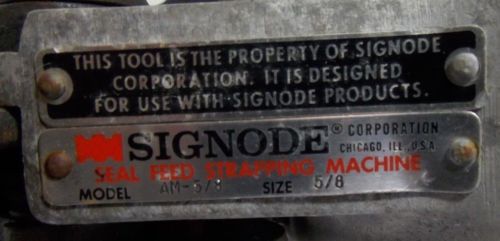 THIS TOOL IS THE PROPERTY OF SIGNODE
CORPORATION. IT IS DESIGNED
FOR USE WITH SIGNODE PRODUCTS.
SIGNODE® CORPORATION
CHICAGO, ILL., U.S.A.
SEAL FEED STRAPPING MACHINE
MODEL AM-5/8 SIZE 5/8